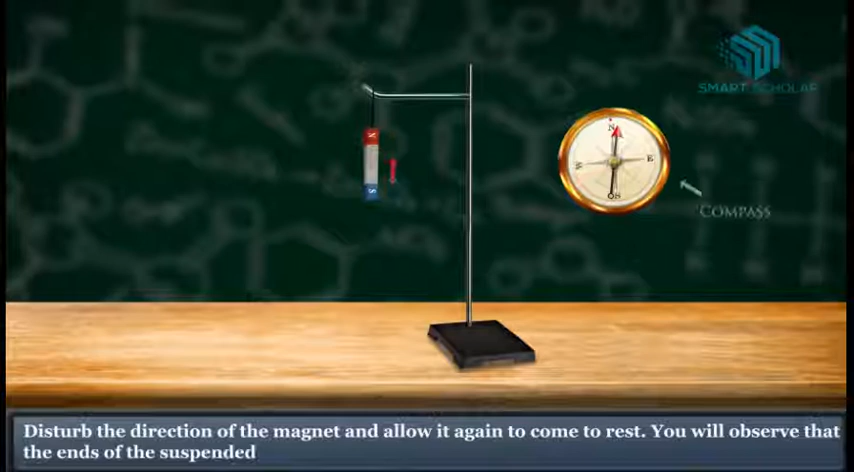 SMART SCHOLAR
N
N
W
E
S
S
COMPASS
Disturb the direction of the magnet and allow it again to come to rest. You will observe that
the ends of the suspended